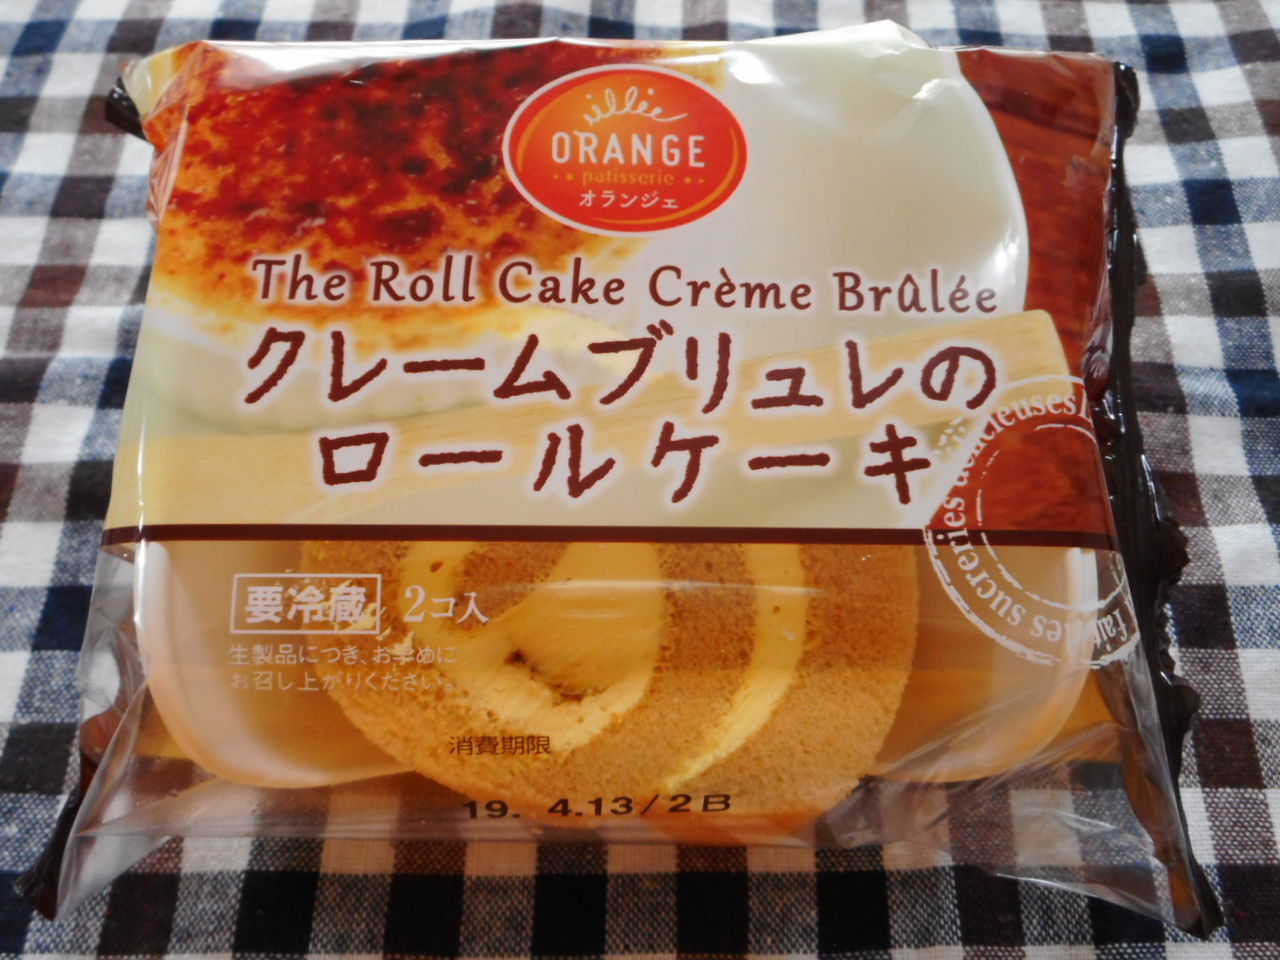 ORANGE
patisserie
オランジェ
The Roll Cake Crème Brûlée
クレームブリュレの
ロールケーキ
délicieuses
sucreries
des
要冷蔵 2コ入
生製品につき、お早めに
お召し上がりください。
消費期限
19. 4.13/2B